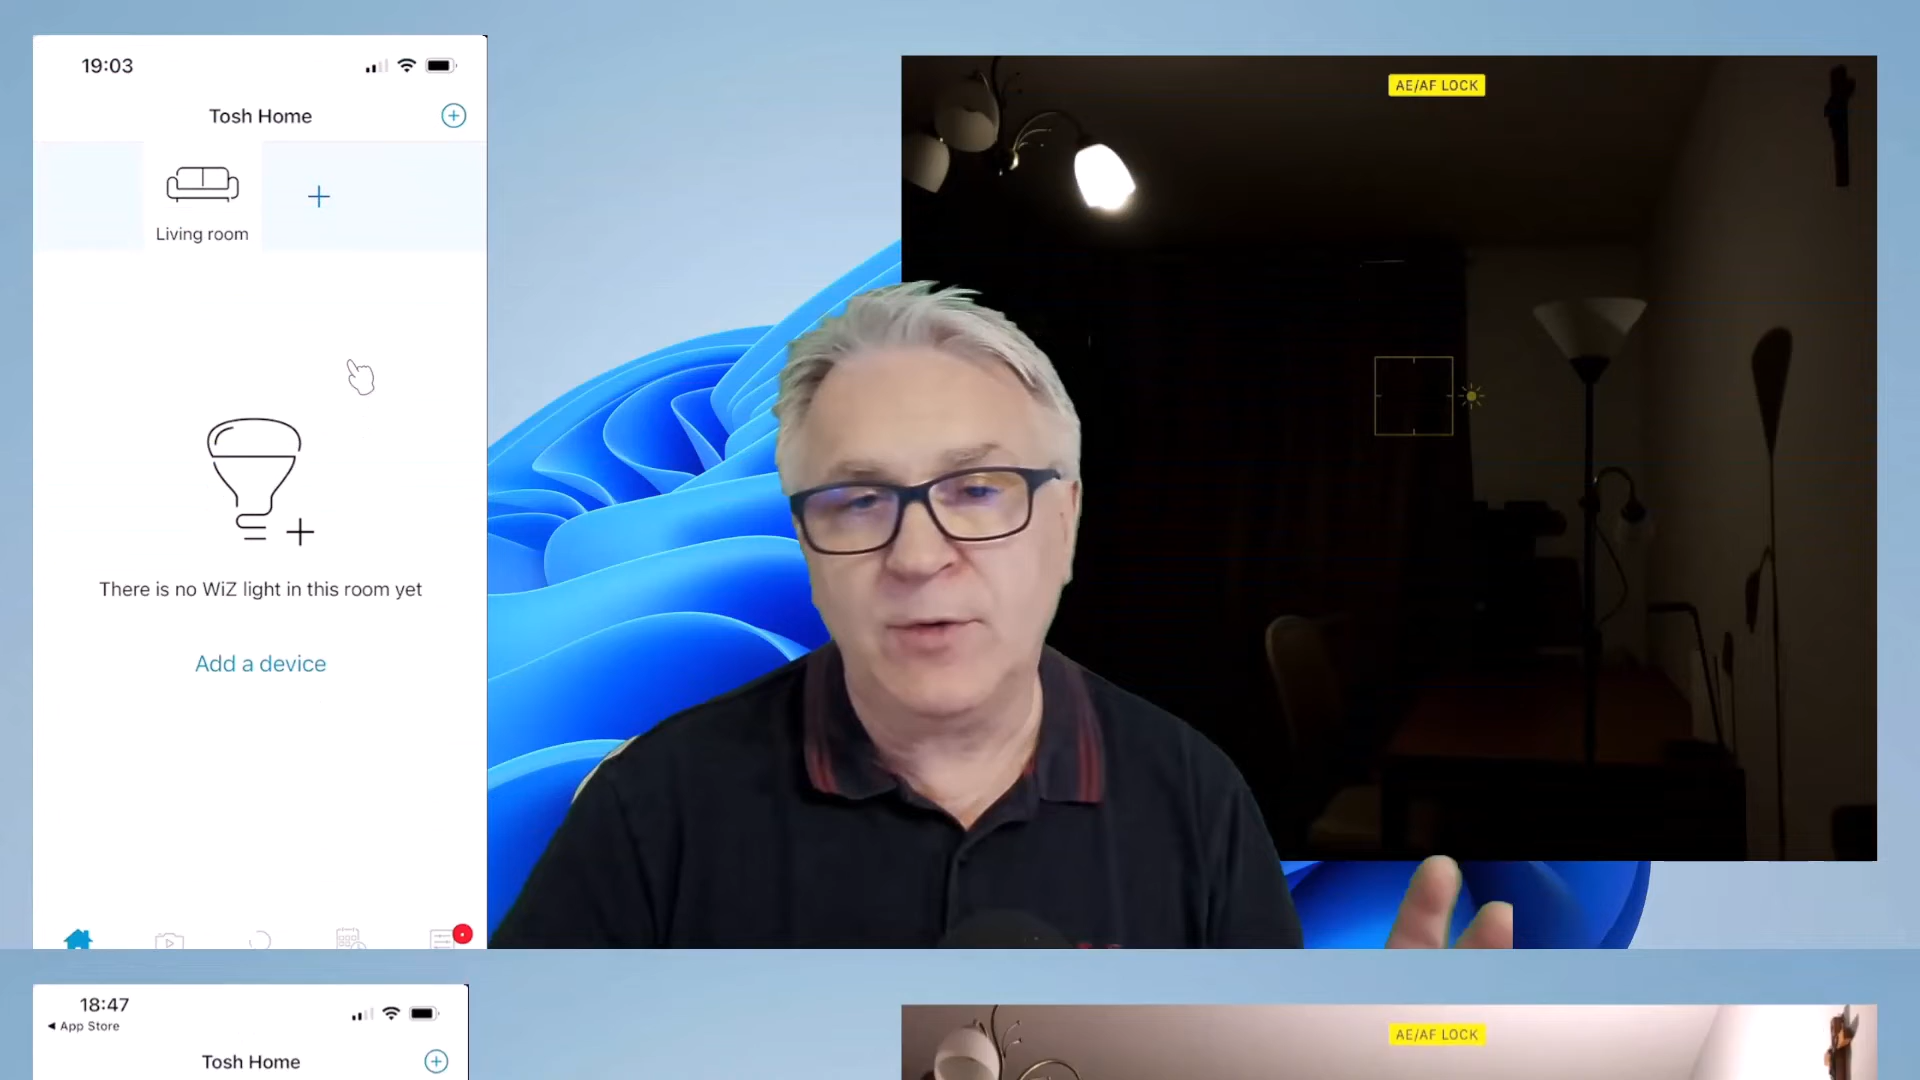 19:03
Tosh Home
Living room
There is no WiZ light in this room yet
Add a device
AE/AF LOCK
18:47
◄ App Store
Tosh Home
AE/AF LOCK